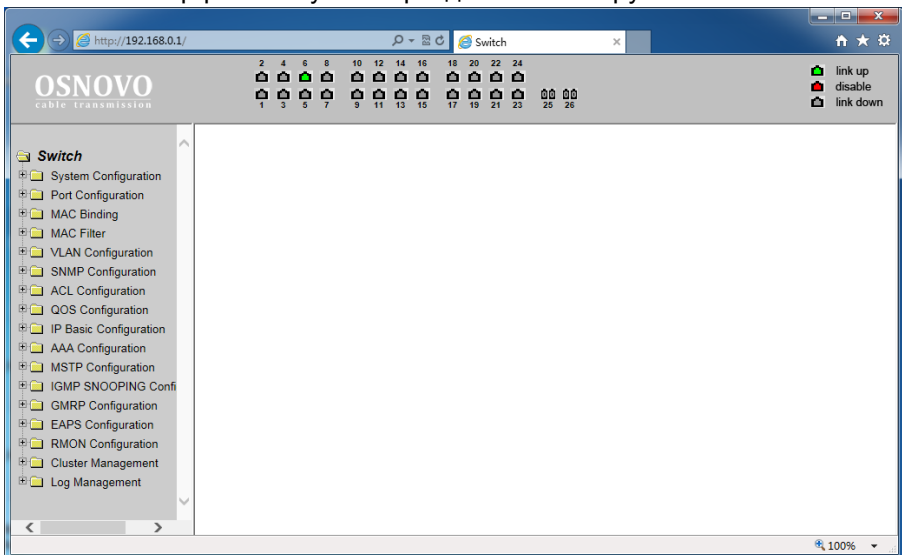 http://192.168.0.1/
Switch
OSNOVO
cable transmission
2 4 6 8 10 12 14 16 18 20 22 24
1 3 5 7 9 11 13 15 17 19 21 23 25 26
link up
disable
link down
Switch
System Configuration
Port Configuration
MAC Binding
MAC Filter
VLAN Configuration
SNMP Configuration
ACL Configuration
QOS Configuration
IP Basic Configuration
AAA Configuration
MSTP Configuration
IGMP SNOOPING Confi
GMRP Configuration
EAPS Configuration
RMON Configuration
Cluster Management
Log Management
100%